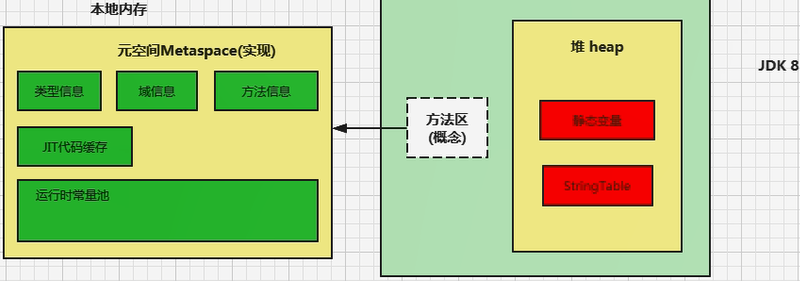 本地内存
元空间Metaspace(实现)
类型信息
域信息
方法信息
JIT代码缓存
运行时常量池
方法区
(概念)
堆 heap
静态变量
StringTable
JDK 8